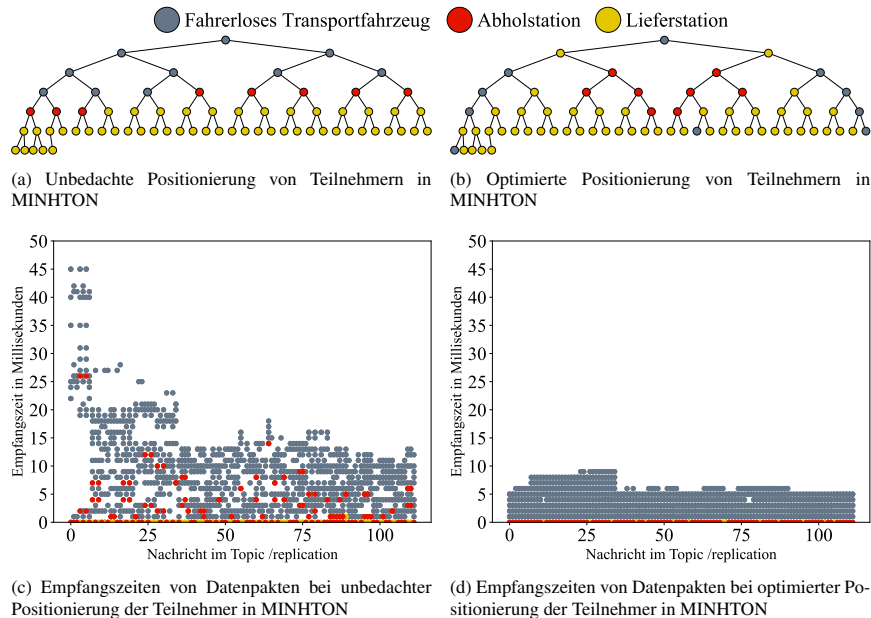 Fahrerloses Transportfahrzeug Abholstation Lieferstation
(a) Unbedachte Positionierung von Teilnehmern in
MINHTON
(b) Optimierte Positionierung von Teilnehmern in
MINHTON
50
45
40
35
30
25
20
15
10
5
0
Empfangszeit in Millisekunden
0 25 50 75 100
Nachricht im Topic /replication
50
45
40
35
30
25
20
15
10
5
0
Empfangszeit in Millisekunden
0 25 50 75 100
Nachricht im Topic /replication
(c) Empfangszeiten von Datenpakten bei unbedachter
Positionierung der Teilnehmer in MINHTON
(d) Empfangszeiten von Datenpakten bei optimierter Po-
sitionierung der Teilnehmer in MINHTON